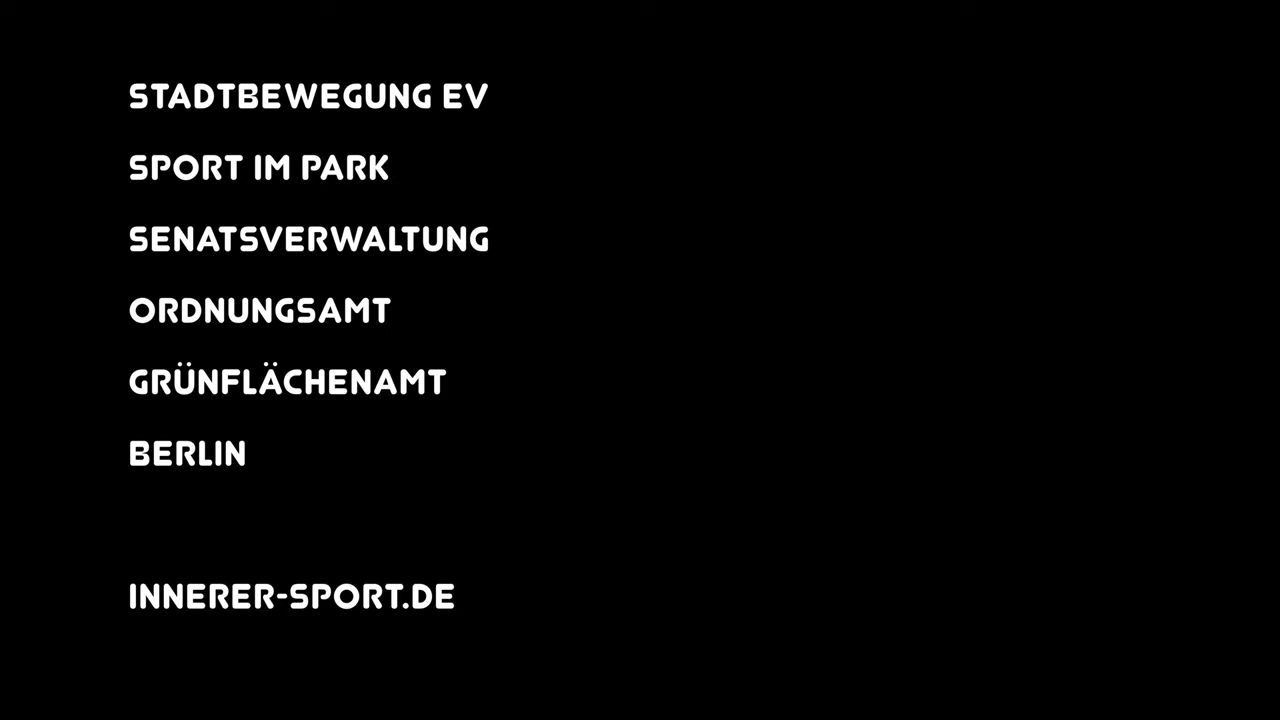 STADTBEWEGUNG EV
SPORT IM PARK
SENATSVERWALTUNG
ORDNUNGSAMT
GRÜNFLÄCHENAMT
BERLIN
INNERER-SPORT.DE